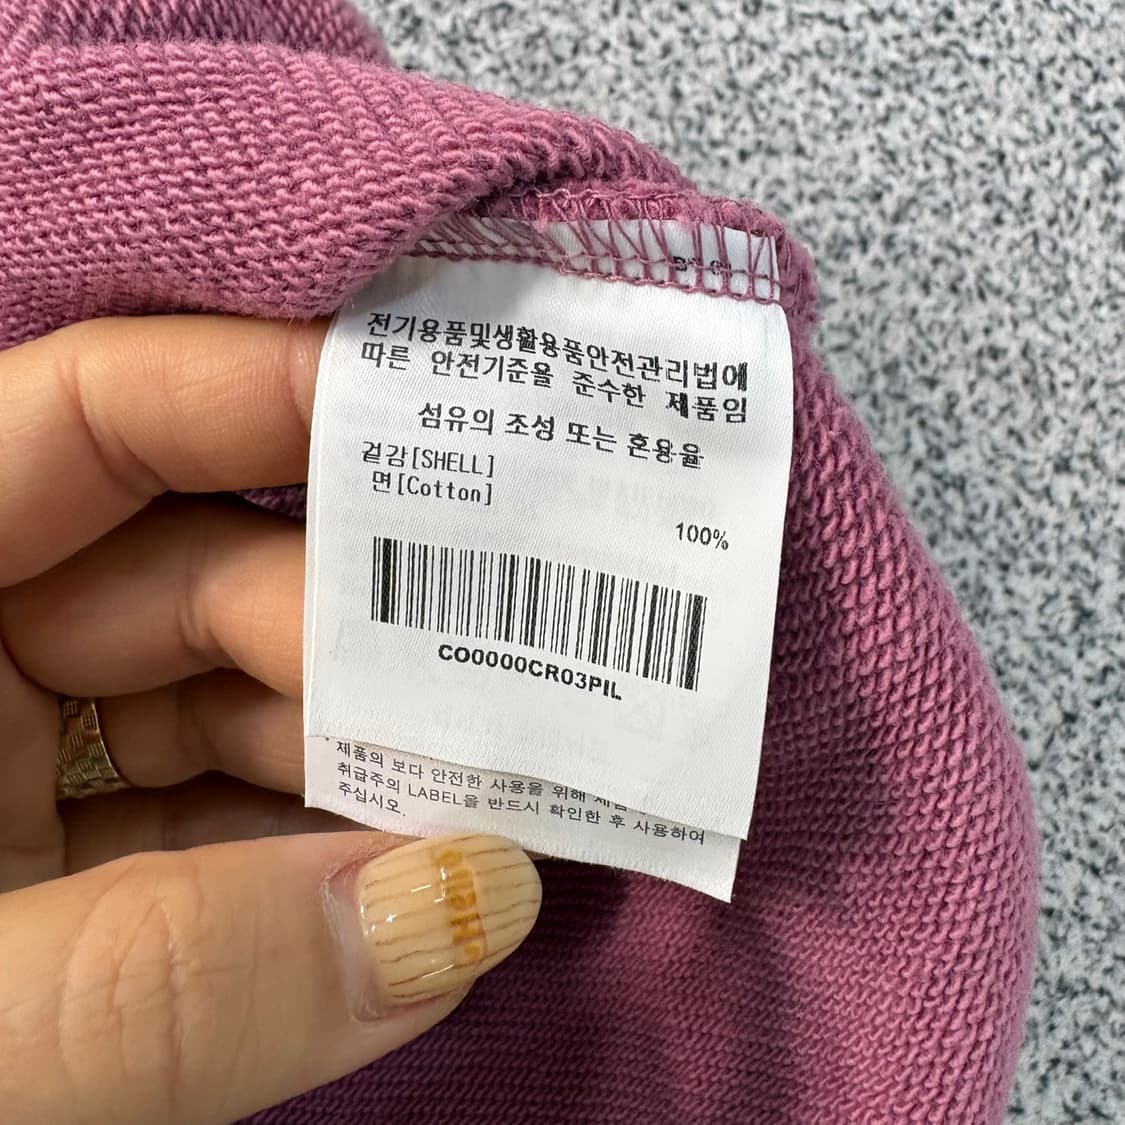 전기용품및생활용품안전관리법에
따른 안전기준을 준수한 제품임
섬유의 조성 또는 혼용율
겉감[SHELL]
면[Cotton]
100%
CO0000CR03PIL
제품의 보다 안전한 사용을 위해
취급주의 LABEL을 반드시 확인한 후 사용하여
주십시오.